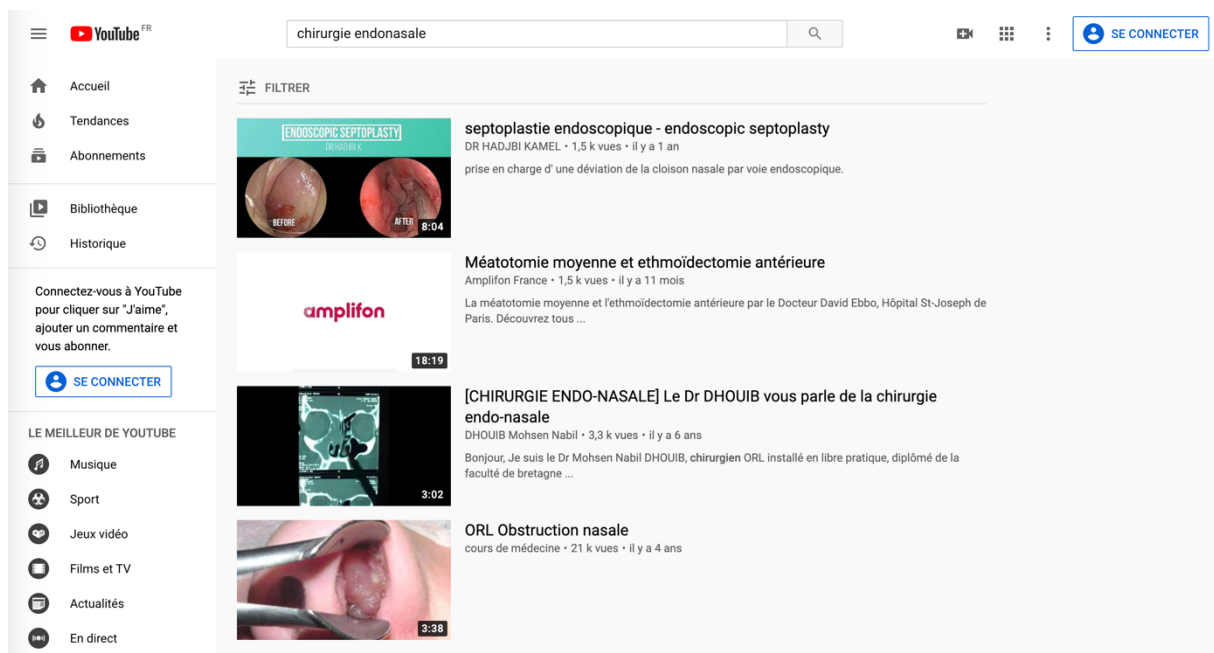 YouTube FR
chirurgie endonasale
SE CONNECTER
Accueil
Tendances
Abonnements
Bibliothèque
Historique
Connectez-vous à YouTube
pour cliquer sur "J'aime",
ajouter un commentaire et
vous abonner.
SE CONNECTER
LE MEILLEUR DE YOUTUBE
Musique
Sport
Jeux vidéo
Films et TV
Actualités
En direct
FILTRER
ENDOSCOPIC SEPTOPLASTY
DR HADJBI K.
BEFORE
AFTER
8:04
septoplastie endoscopique - endoscopic septoplasty
DR HADJBI KAMEL • 1,5 k vues • il y a 1 an
prise en charge d' une déviation de la cloison nasale par voie endoscopique.
amplifon
18:19
Méatotomie moyenne et ethmoïdectomie antérieure
Amplifon France • 1,5 k vues • il y a 11 mois
La méatotomie moyenne et l'ethmoïdectomie antérieure par le Docteur David Ebbo, Hôpital St-Joseph de
Paris. Découvrez tous ...
3:02
[CHIRURGIE ENDO-NASALE] Le Dr DHOUIB vous parle de la chirurgie
endo-nasale
DHOUIB Mohsen Nabil • 3,3 k vues • il y a 6 ans
Bonjour, Je suis le Dr Mohsen Nabil DHOUIB, chirurgien ORL installé en libre pratique, diplômé de la
faculté de bretagne ...
3:38
ORL Obstruction nasale
cours de médecine • 21 k vues • il y a 4 ans